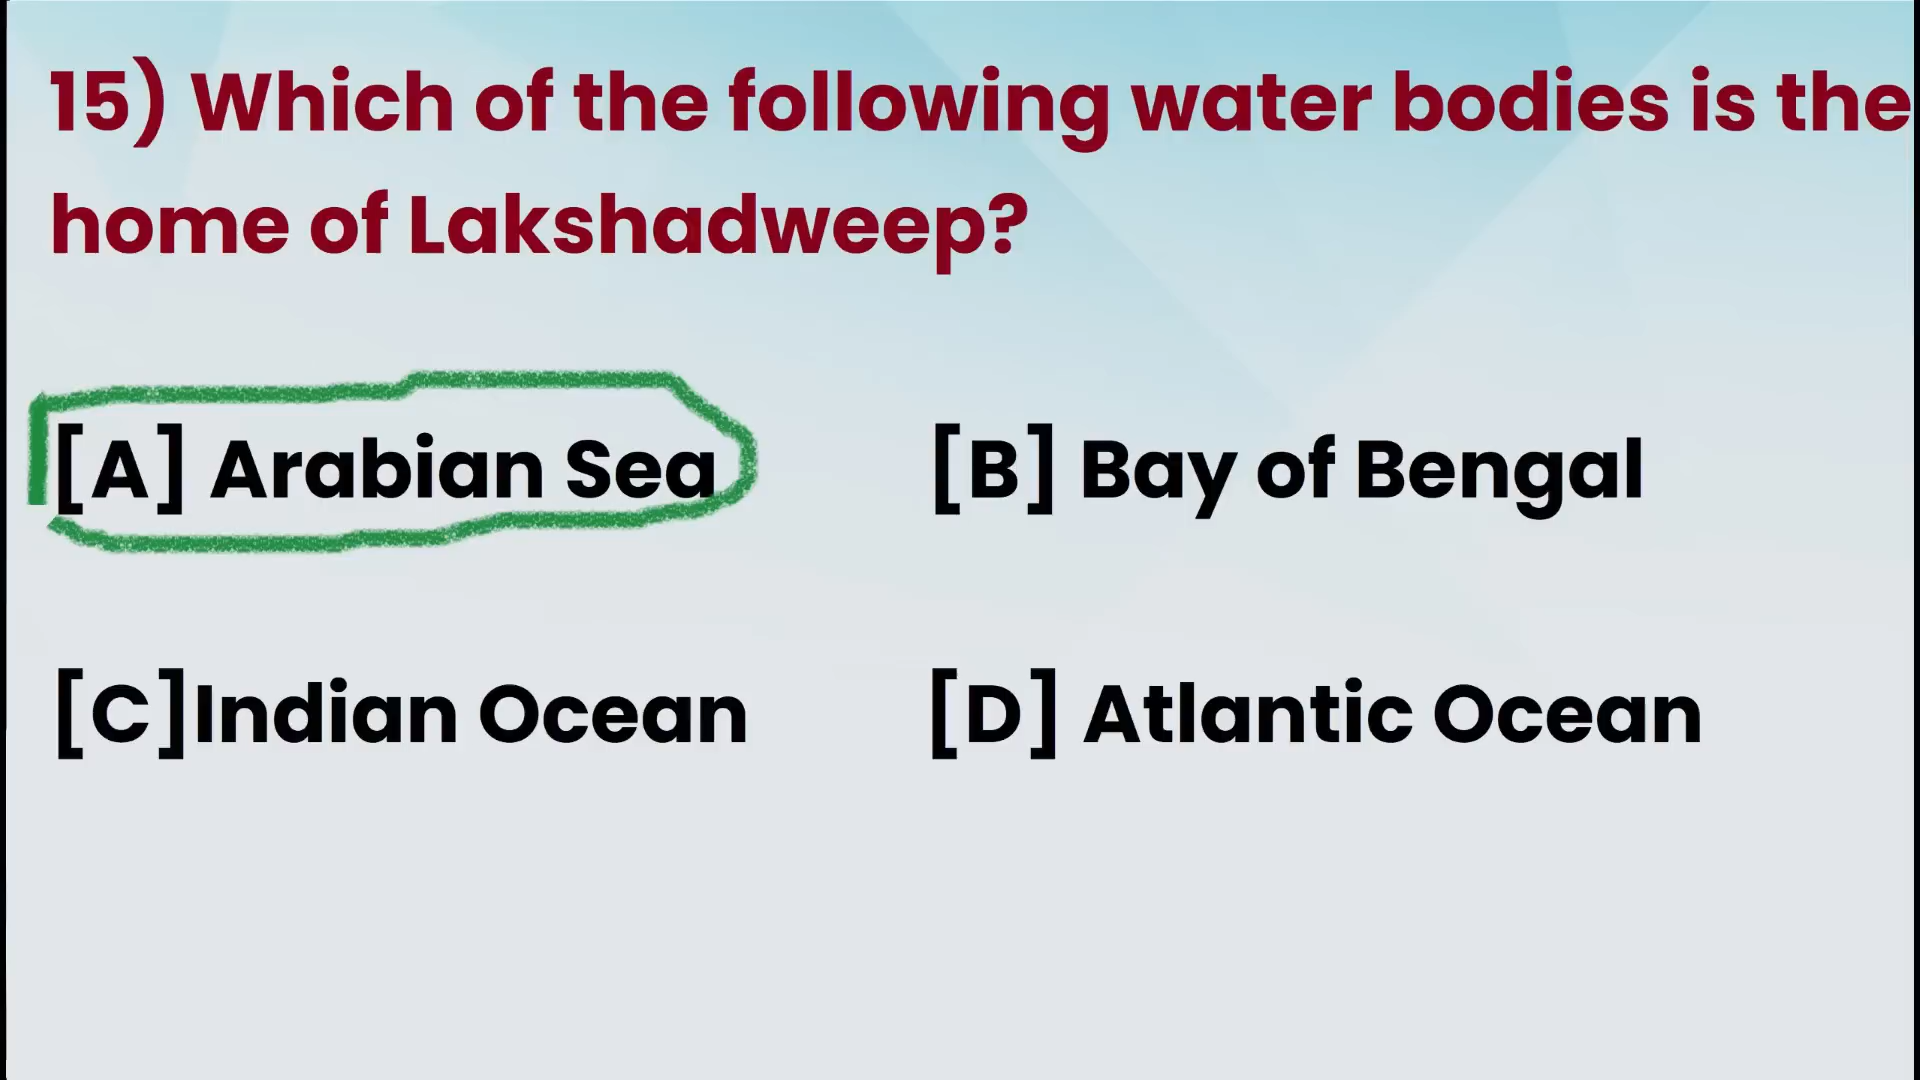 15) Which of the following water bodies is the
home of Lakshadweep?
[A] Arabian Sea
[B] Bay of Bengal
[C]Indian Ocean
[D] Atlantic Ocean